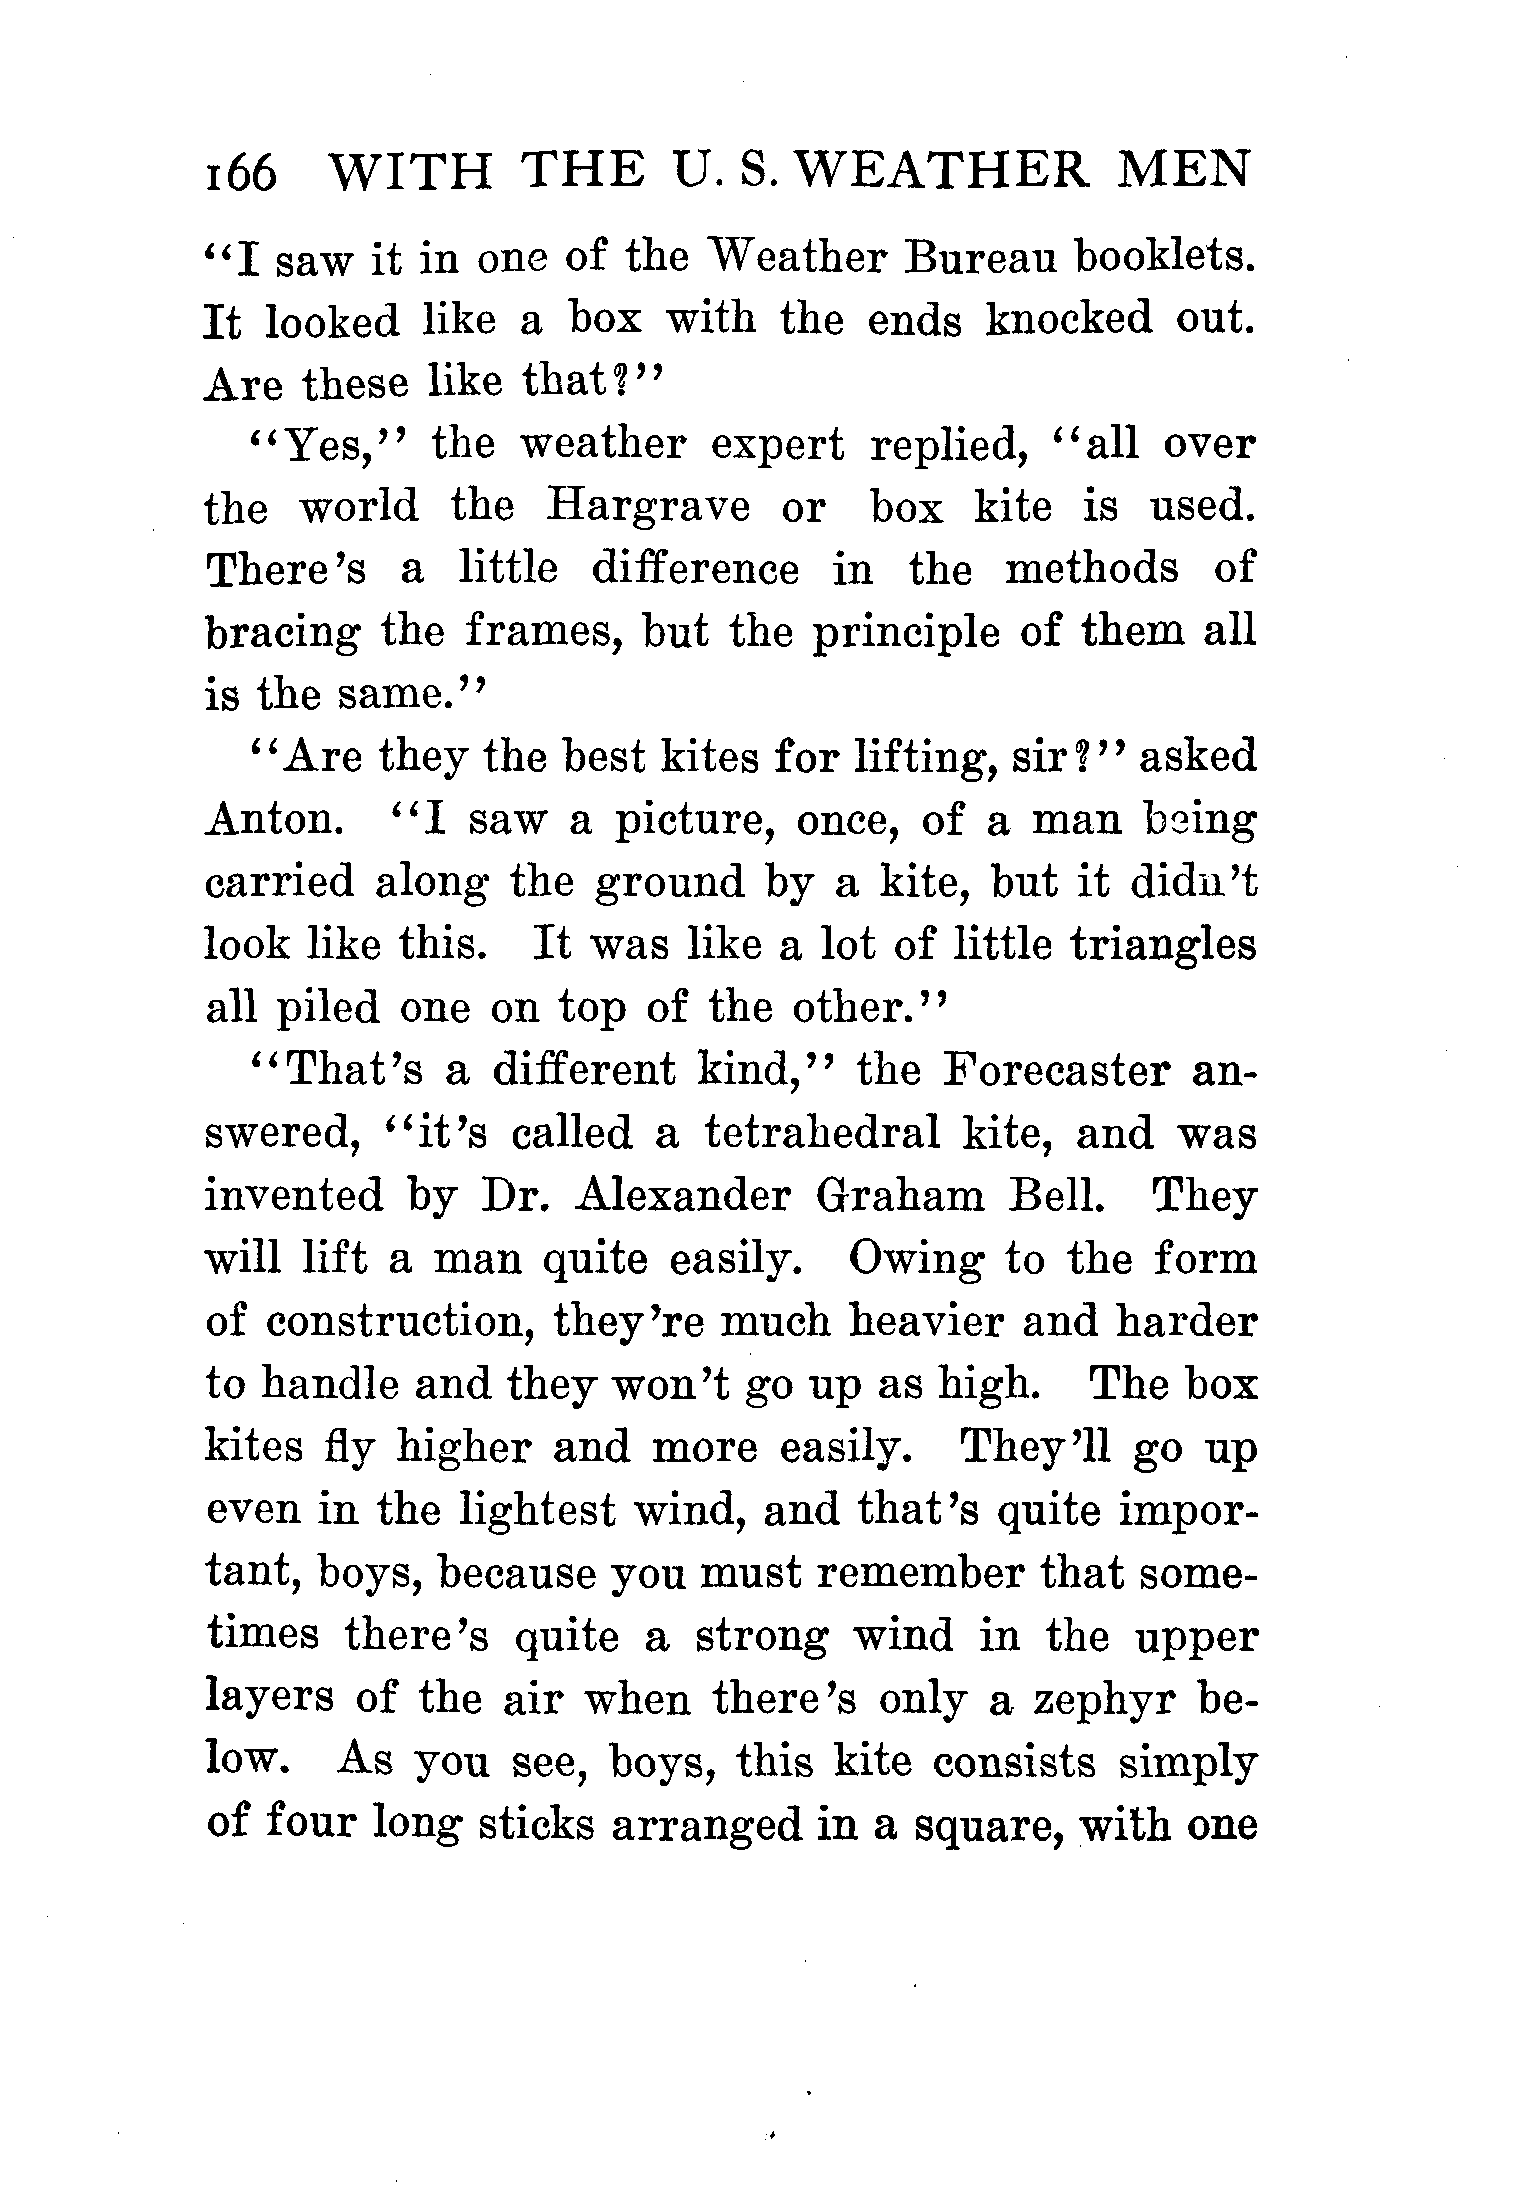 166 WITH THE U. S. WEATHER MEN
"I saw it in one of the Weather Bureau booklets.
It looked like a box with the ends knocked out.
Are these like that?"
"Yes," the weather expert replied, "all over
the world the Hargrave or box kite is used.
There's a little difference in the methods of
bracing the frames, but the principle of them all
is the same."
"Are they the best kites for lifting, sir?" asked
Anton. "I saw a picture, once, of a man being
carried along the ground by a kite, but it didn't
look like this. It was like a lot of little triangles
all piled one on top of the other."
"That's a different kind," the Forecaster an-
swered, "it's called a tetrahedral kite, and was
invented by Dr. Alexander Graham Bell. They
will lift a man quite easily. Owing to the form
of construction, they're much heavier and harder
to handle and they won't go up as high. The box
kites fly higher and more easily. They'll go up
even in the lightest wind, and that's quite impor-
tant, boys, because you must remember that some-
times there's quite a strong wind in the upper
layers of the air when there's only a zephyr be-
low. As you see, boys, this kite consists simply
of four long sticks arranged in a square, with one